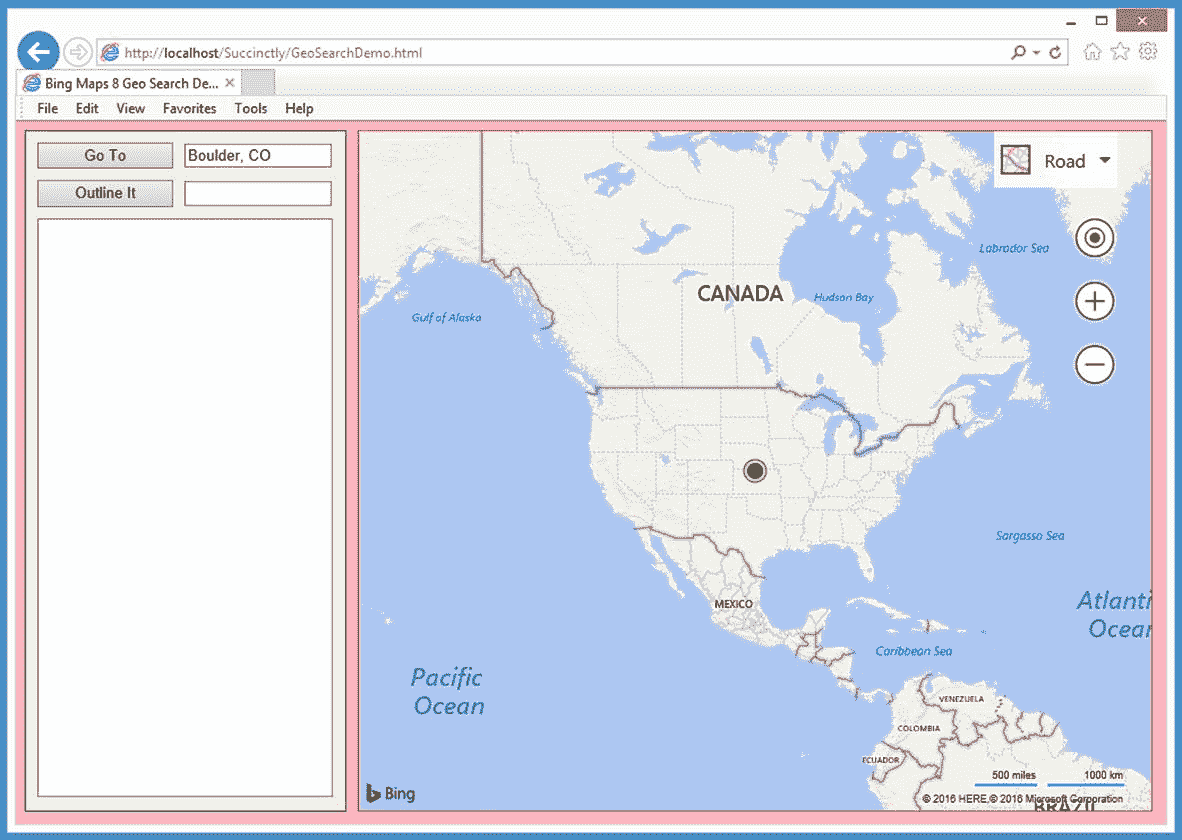 http://localhost/Succinctly/GeoSearchDemo.html
Bing Maps 8 Geo Search De...
File Edit View Favorites Tools Help
Go To
Boulder, CO
Outline It
Road
Labrador Sea
CANADA
Hudson Bay
Gulf of Alaska
Sargasso Sea
MEXICO
Atlanti
Ocear
Caribbean Sea
Pacific
Ocean
VENEZUELA
COLOMBIA
ECUADOR
500 miles
1000 km
Bing
© 2016 HERE,© 2016 Microsoft Corporation
BRAZIL